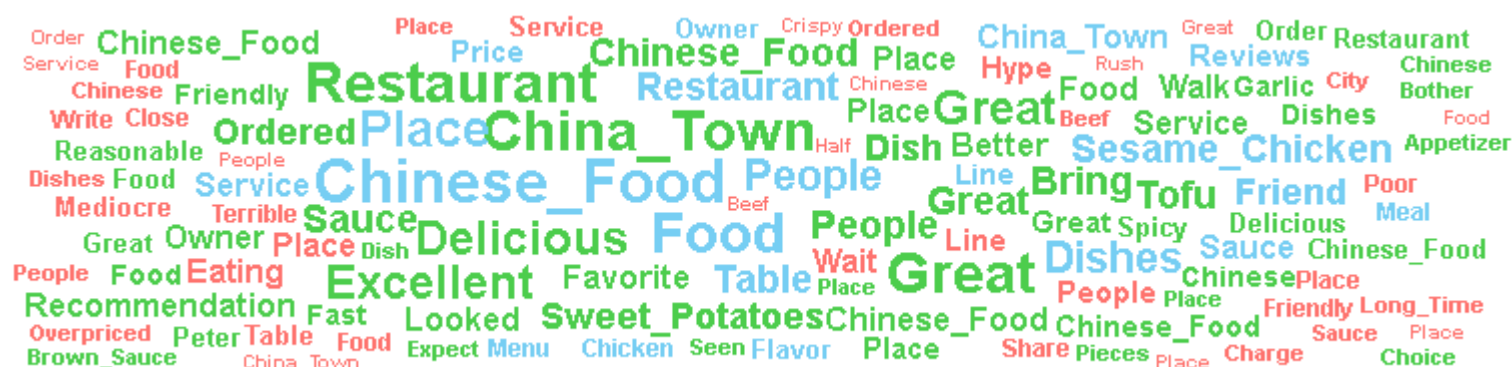 Place Service Owner Crispy Ordered China_Town Great Order Restaurant
Order Chinese_Food Price Chinese_Food Place Reviews Chinese
Service Food Restaurant Restaurant Chinese Hype Rush Food Walk Garlic City Bother
Chinese Friendly Place Great Beef Service Dishes Food
Write Close Ordered Place China_Town Half Dish Better Sesame_Chicken Appetizer
Reasonable People Chinese_Food People Line Bring Tofu Friend Poor
Dishes Food Service Beef Great Meal
Mediocre Terrible Sauce Delicious Food People Great Spicy Delicious
Great Owner Place Dish Line Dishes Sauce Chinese_Food
People Food Eating Excellent Favorite Table Wait Place Great Chinese Place
Recommendation Fast Looked Sweet_Potatoes Chinese_Food People Place Friendly Long_Time
Overpriced Peter Table Food Chinese_Food Sauce Place
Brown_Sauce China_Town Expect Menu Chicken Seen Flavor Place Share Pieces Place Charge Choice